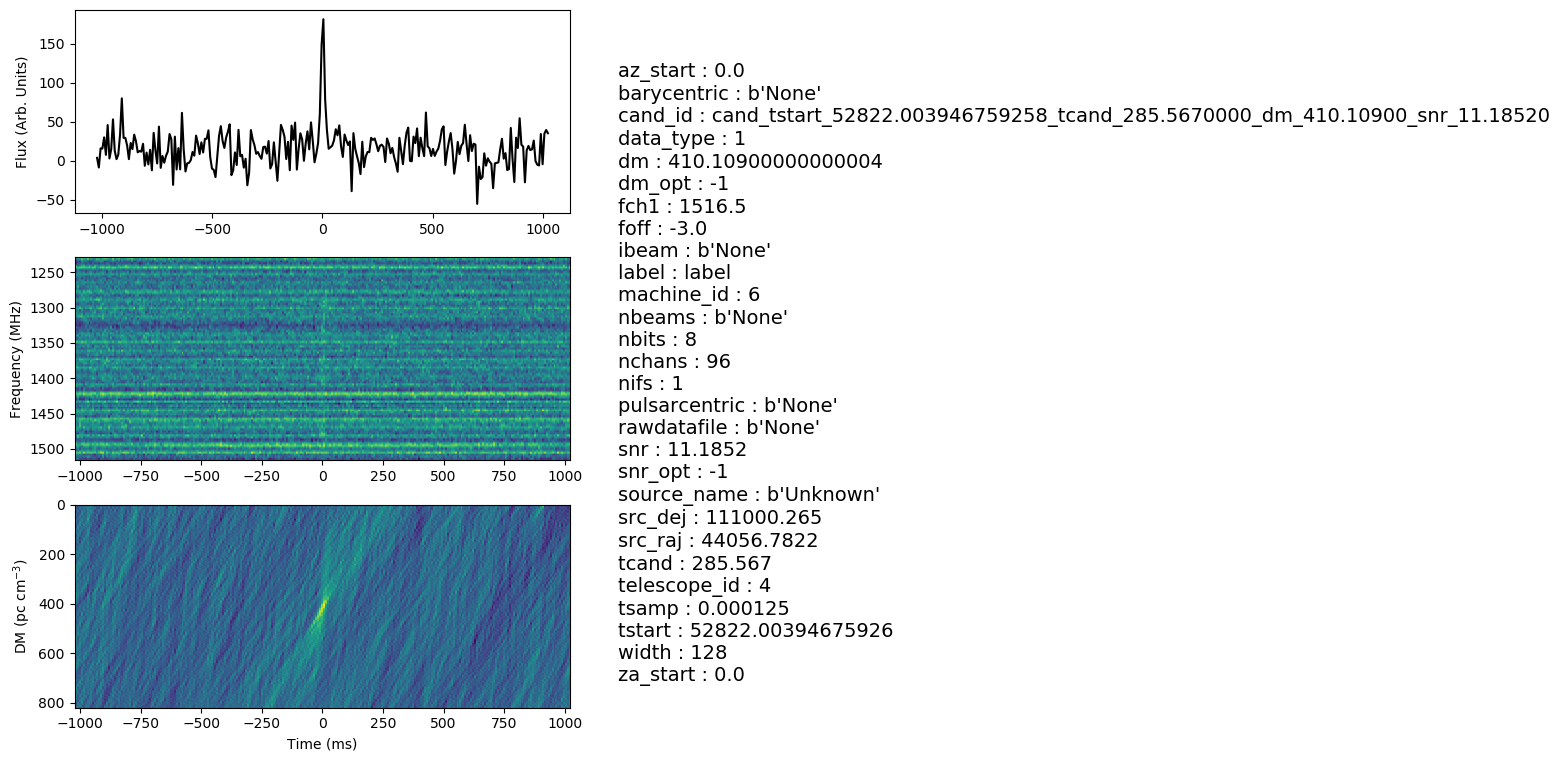 150
100
50
0
−50
Flux (Arb. Units)
−1000 −500 0 500 1000
1250
1300
1350
1400
1450
1500
Frequency (MHz)
−1000 −750 −500 −250 0 250 500 750 1000
0
200
400
600
800
DM (pc cm⁻³)
−1000 −750 −500 −250 0 250 500 750 1000
Time (ms)
az_start : 0.0
barycentric : b'None'
cand_id : cand_tstart_52822.003946759258_tcand_285.5670000_dm_410.10900_snr_11.18520
data_type : 1
dm : 410.10900000000004
dm_opt : -1
fch1 : 1516.5
foff : -3.0
ibeam : b'None'
label : label
machine_id : 6
nbeams : b'None'
nbits : 8
nchans : 96
nifs : 1
pulsarcentric : b'None'
rawdatafile : b'None'
snr : 11.1852
snr_opt : -1
source_name : b'Unknown'
src_dej : 111000.265
src_raj : 44056.7822
tcand : 285.567
telescope_id : 4
tsamp : 0.000125
tstart : 52822.00394675926
width : 128
za_start : 0.0